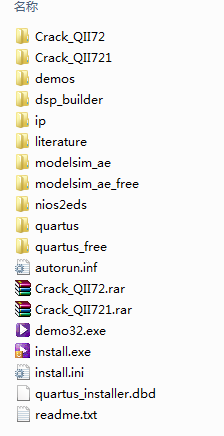 名称
Crack_QII72
Crack_QII721
demos
dsp_builder
ip
literature
modelsim_ae
modelsim_ae_free
nios2eds
quartus
quartus_free
autorun.inf
Crack_QII72.rar
Crack_QII721.rar
demo32.exe
install.exe
install.ini
quartus_installer.dbd
readme.txt